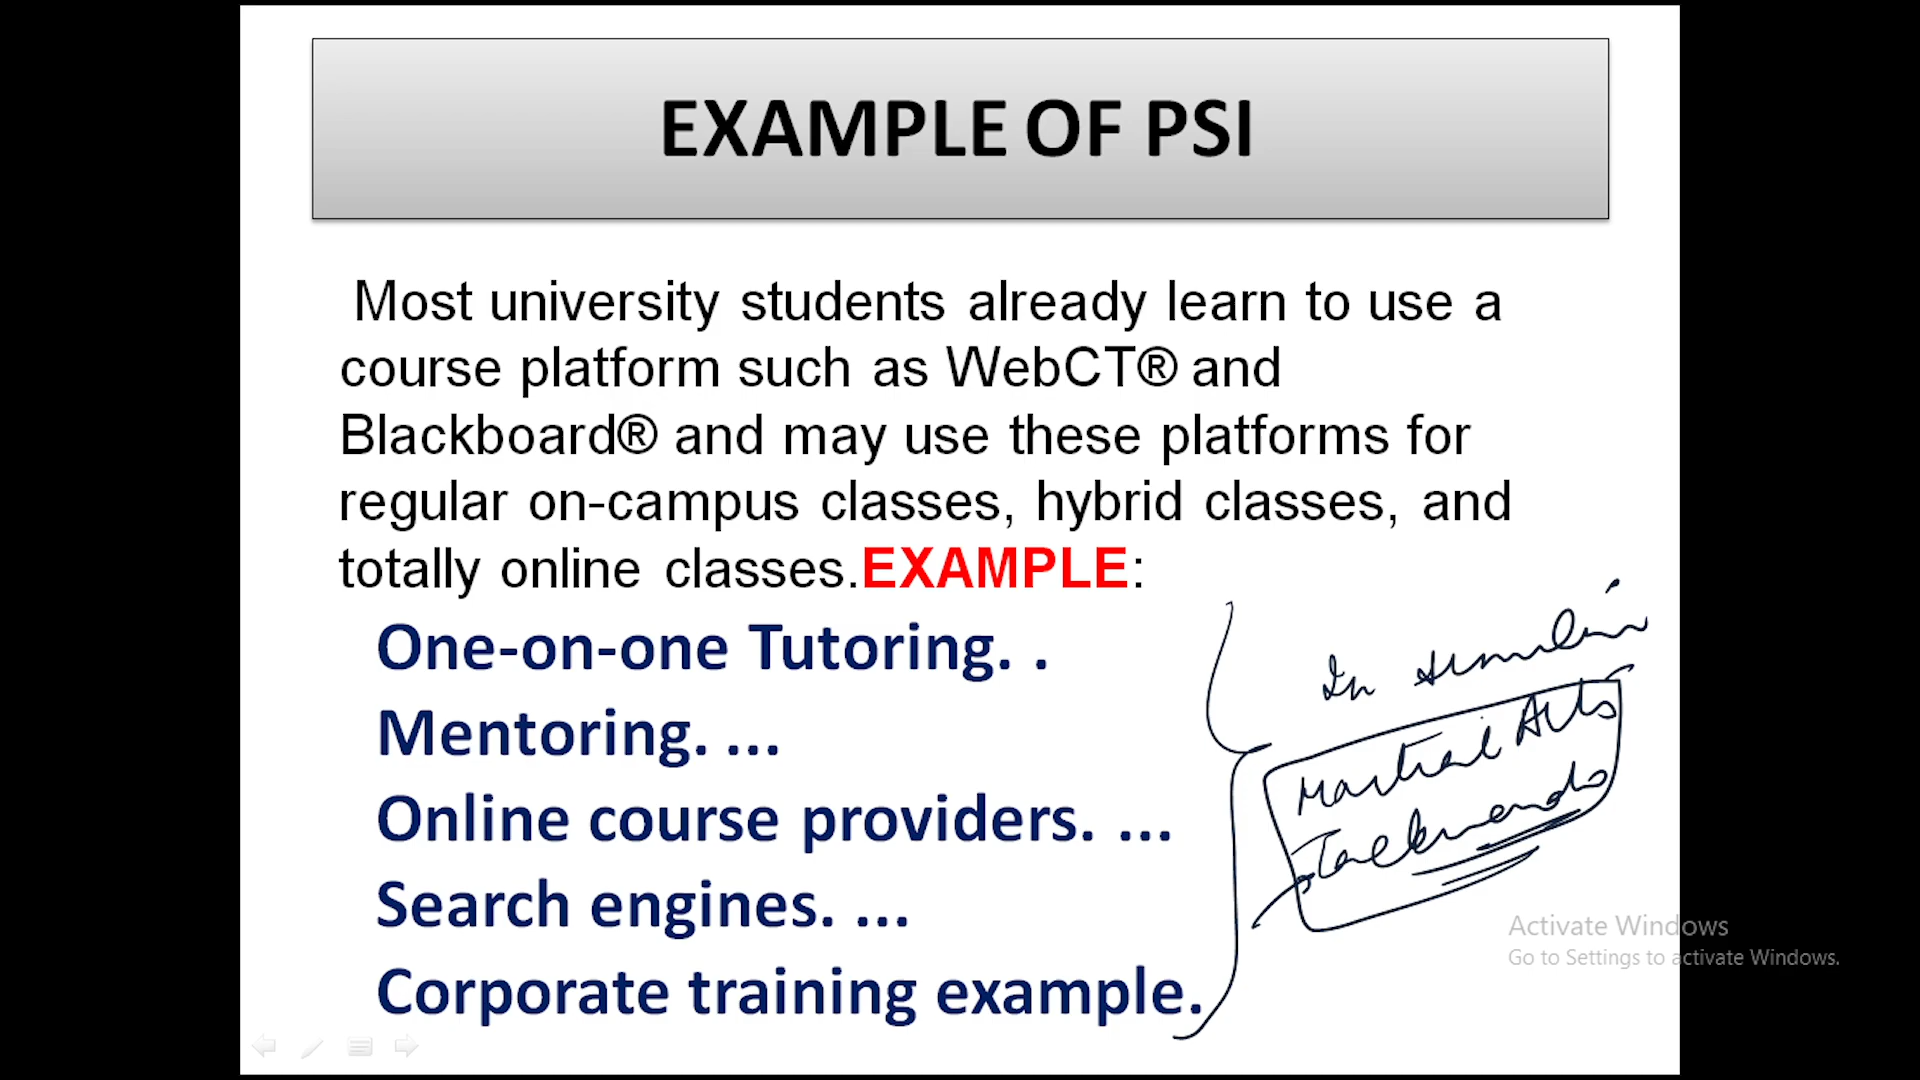 EXAMPLE OF PSI
Most university students already learn to use a
course platform such as WebCT® and
Blackboard® and may use these platforms for
regular on-campus classes, hybrid classes, and
totally online classes.EXAMPLE:
One-on-one Tutoring. .
Mentoring. ...
Online course providers. ...
Search engines. ...
Corporate training example.
In
Martial Arts
Activate Windows
Go to Settings to activate Windows.